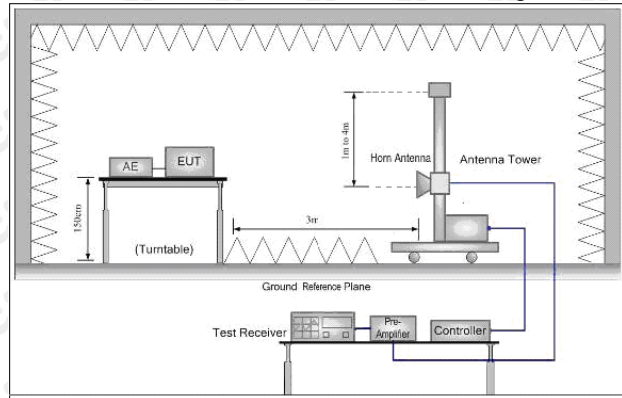 1m to 4m
Horn Antenna
Antenna Tower
AE
EUT
150cm
(Turntable)
3m
Ground Reference Plane
Test Receiver
Pre-
Amplifier
Controller